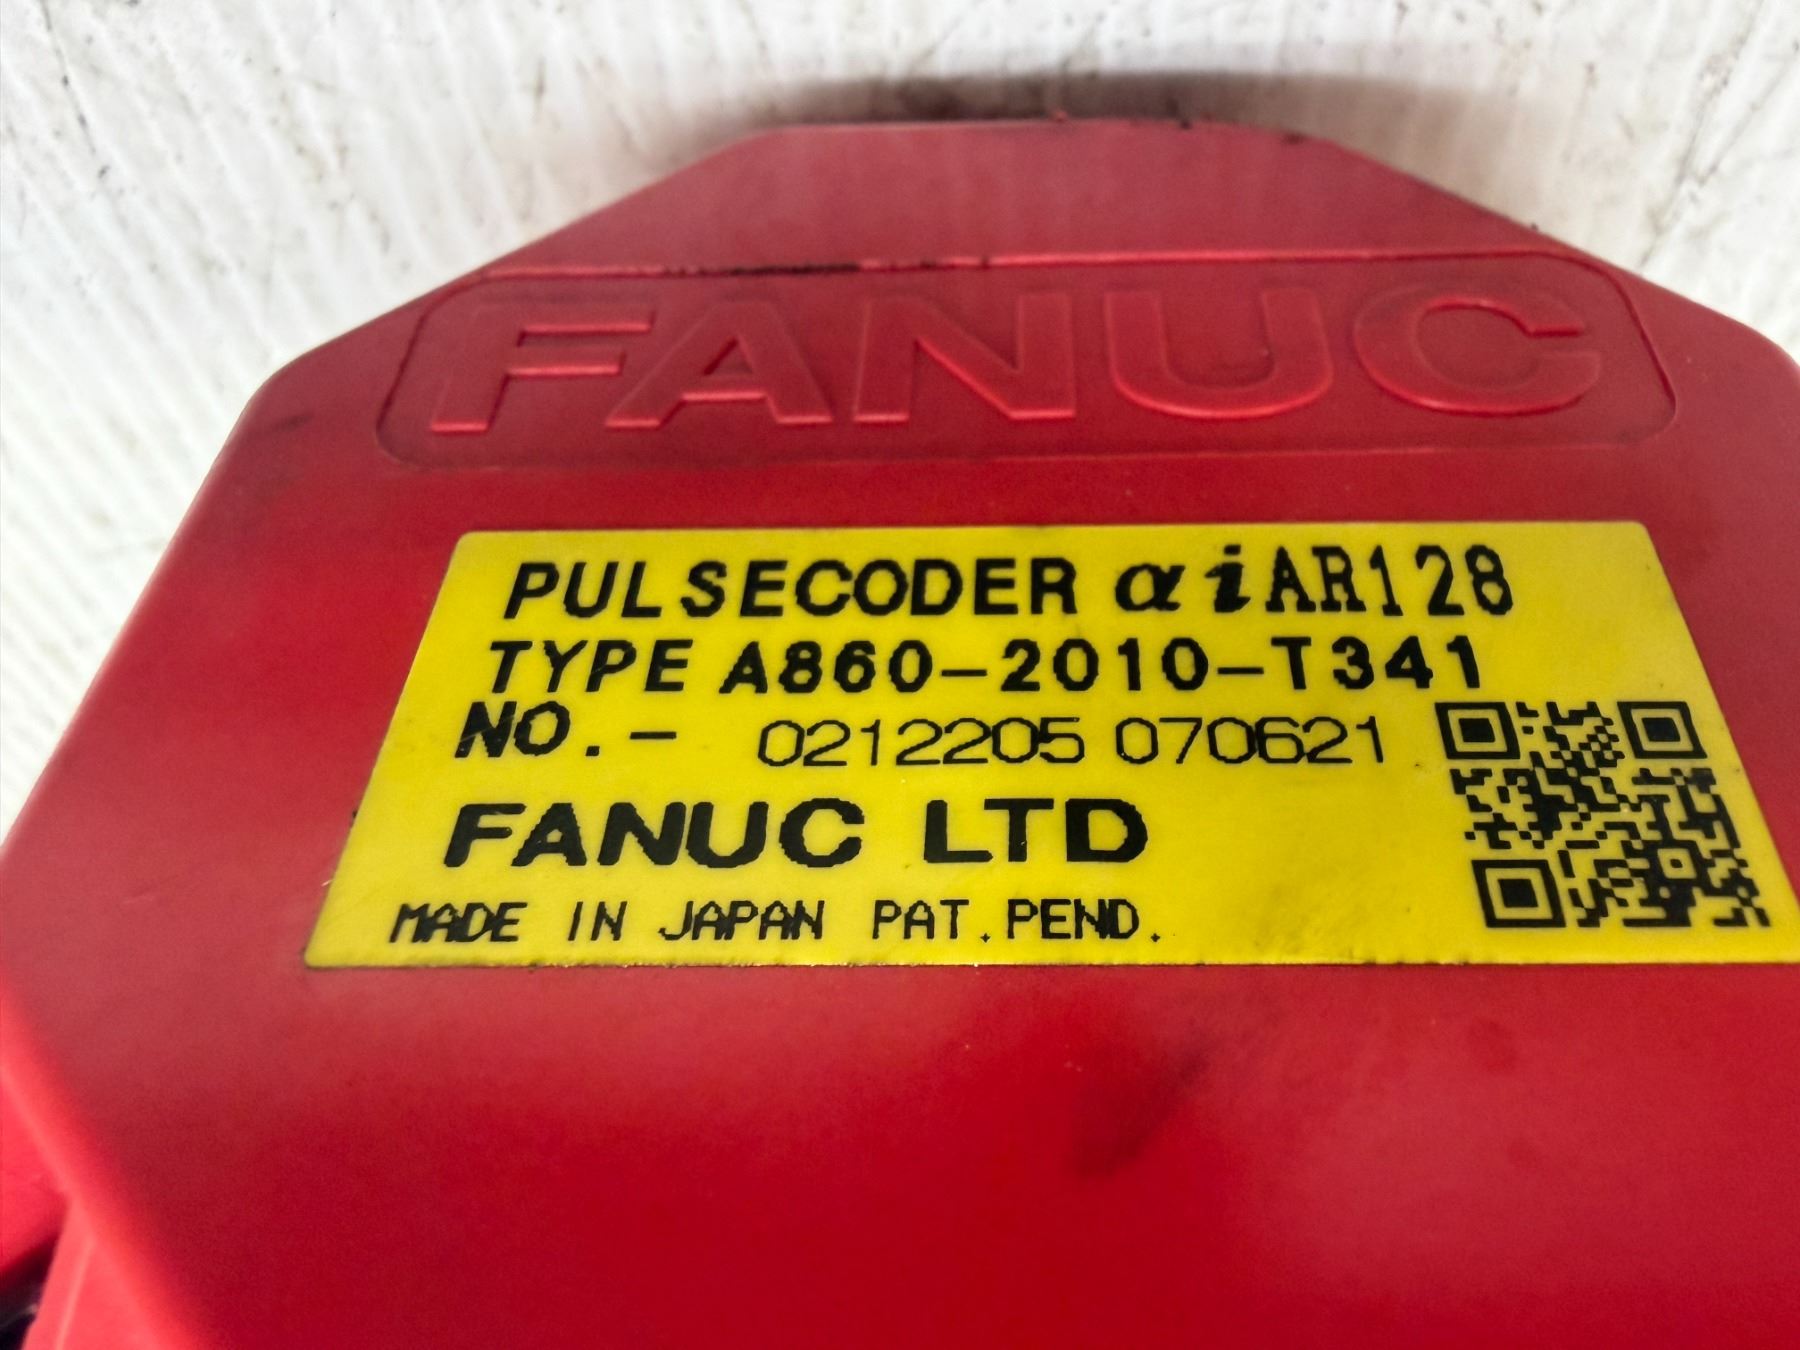 FANUC
PULSECODER αiAR128
TYPE A860-2010-T341
NO.- 0212205 070621
FANUC LTD
MADE IN JAPAN PAT.PEND.